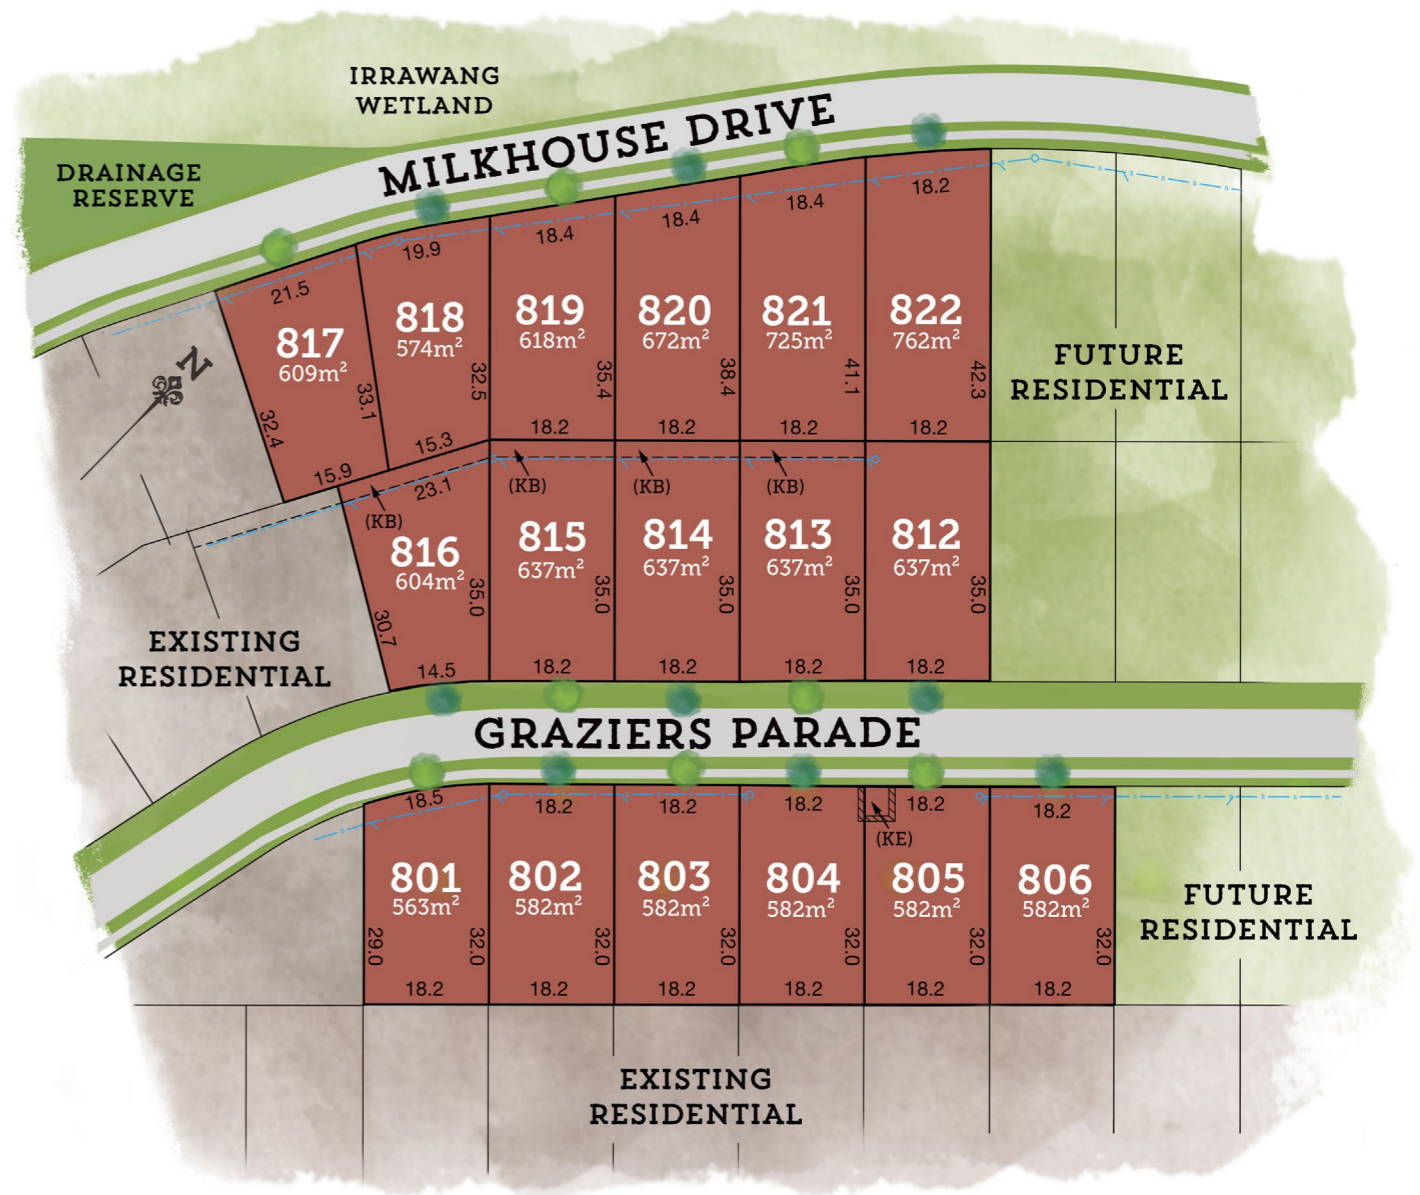 IRRAWANG
WETLAND
MILKHOUSE DRIVE
DRAINAGE
RESERVE
N
21.5
19.9
18.4
18.4
18.4
18.2
817
609m²
818
574m²
819
618m²
820
672m²
821
725m²
822
762m²
32.4
33.1
32.5
35.4
38.4
41.1
42.3
15.9
15.3
18.2
18.2
18.2
18.2
FUTURE
RESIDENTIAL
23.1
(KB)
(KB)
(KB)
(KB)
816
604m²
815
637m²
814
637m²
813
637m²
812
637m²
30.7
35.0
35.0
35.0
35.0
35.0
14.5
18.2
18.2
18.2
18.2
EXISTING
RESIDENTIAL
GRAZIERS PARADE
18.5
18.2
18.2
18.2
18.2
18.2
(KE)
801
563m²
802
582m²
803
582m²
804
582m²
805
582m²
806
582m²
29.0
32.0
32.0
32.0
32.0
32.0
32.0
18.2
18.2
18.2
18.2
18.2
18.2
FUTURE
RESIDENTIAL
EXISTING
RESIDENTIAL